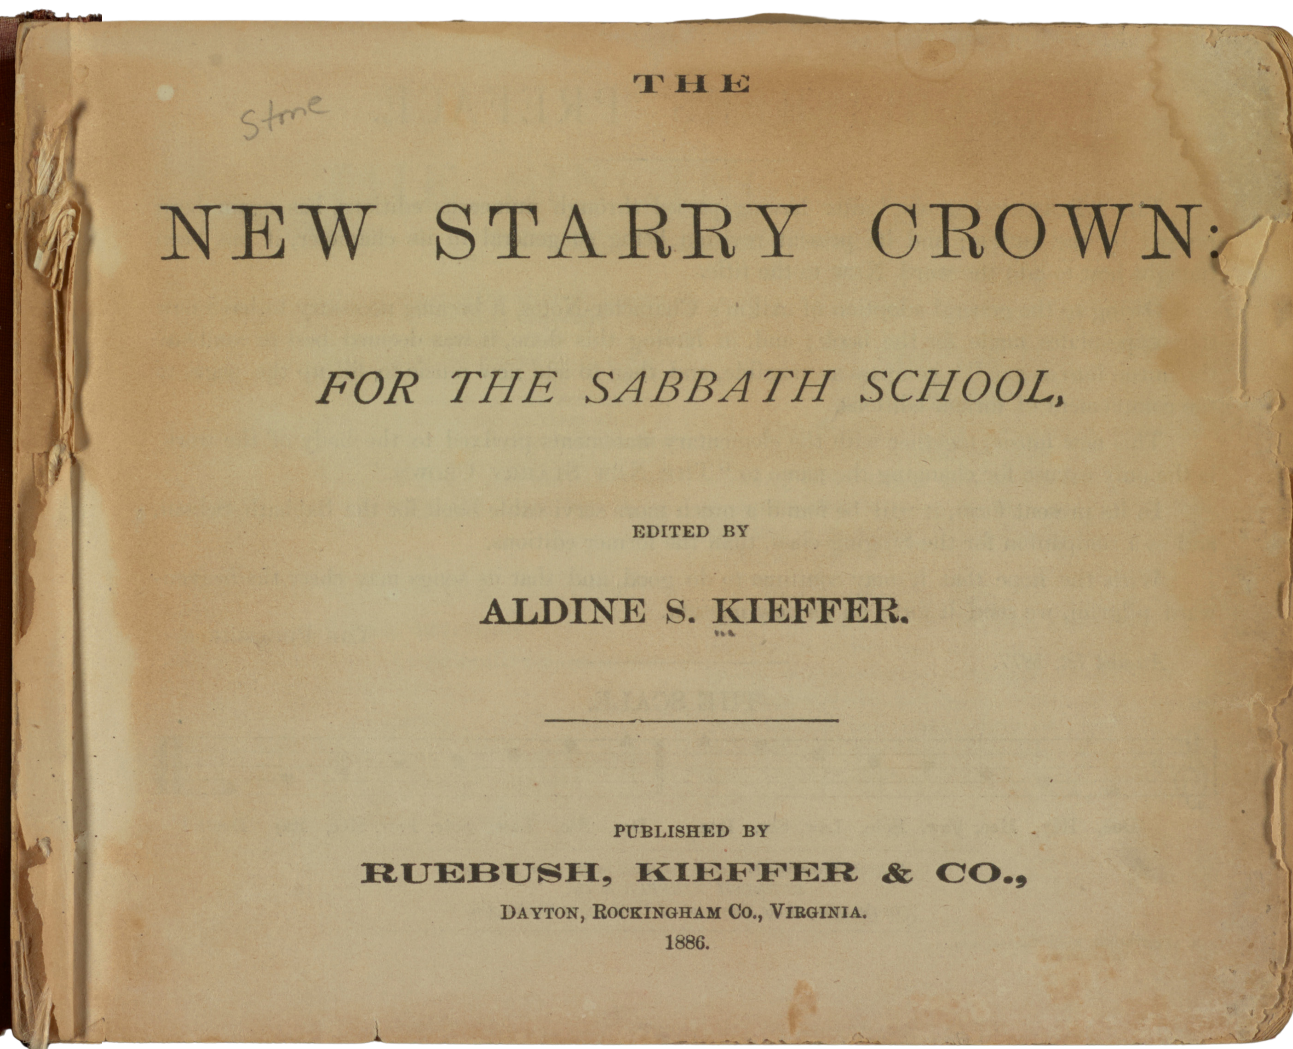 THE
Stone
NEW STARRY CROWN:
FOR THE SABBATH SCHOOL,
EDITED BY
ALDINE S. KIEFFER.
PUBLISHED BY
RUEBUSH, KIEFFER & CO.,
DAYTON, ROCKINGHAM CO., VIRGINIA.
1886.